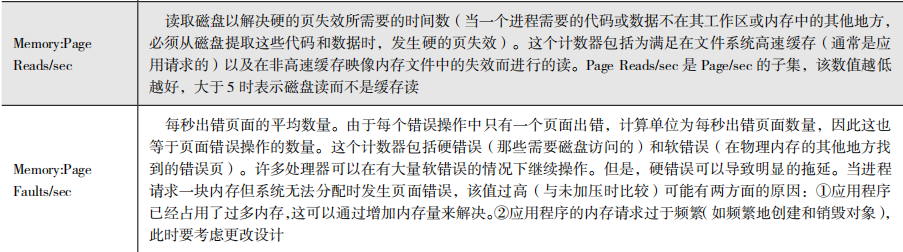 Memory:Page
Reads/sec
读取磁盘以解决硬的页失效所需要的时间数（当一个进程需要的代码或数据不在其工作区或内存中的其他地方，
必须从磁盘提取这些代码和数据时，发生硬的页失效）。这个计数器包括为满足在文件系统高速缓存（通常是应
用请求的）以及在非高速缓存映像内存文件中的失效而进行的读。Page Reads/sec 是 Page/sec 的子集，该数值越低
越好，大于 5 时表示磁盘读而不是缓存读
Memory:Page
Faults/sec
每秒出错页面的平均数量。由于每个错误操作中只有一个页面出错，计算单位为每秒出错页面数量，因此这也
等于页面错误操作的数量。这个计数器包括硬错误（那些需要磁盘访问的）和软错误（在物理内存的其他地方找
到的错误页）。许多处理器可以在有大量软错误的情况下继续操作。但是，硬错误可以导致明显的拖延。当进程
请求一块内存但系统无法分配时发生页面错误，该值过高（与未加压时比较）可能有两方面的原因：①应用程序
已经占用了过多内存，这可以通过增加内存量来解决。②应用程序的内存请求过于频繁（如频繁地创建和销毁对象），
此时要考虑更改设计